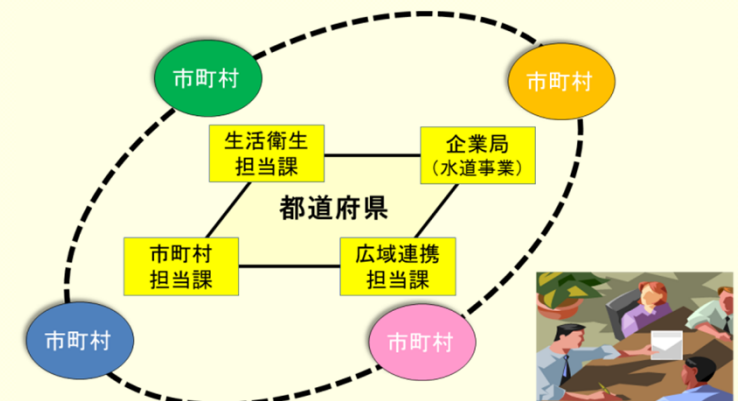 市町村
市町村
生活衛生
担当課
企業局
（水道事業）
都道府県
市町村
担当課
広域連携
担当課
市町村
市町村